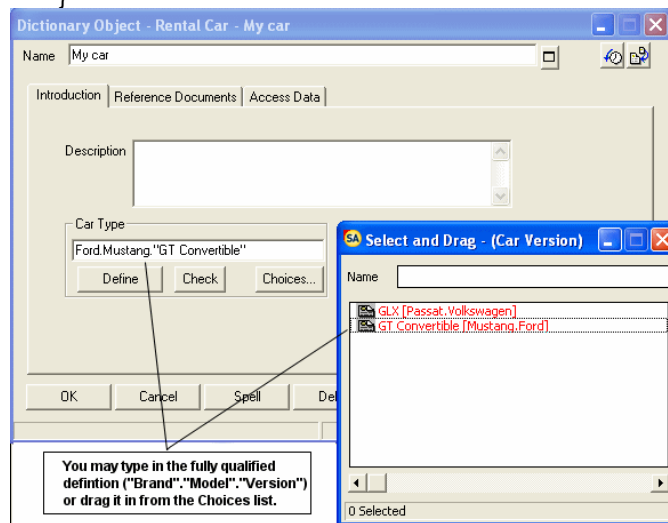 Dictionary Object - Rental Car - My car
Name My car
Introduction Reference Documents Access Data
Description
Car Type
Ford.Mustang."GT Convertible"
Define Check Choices...
OK Cancel Spell Del
SA Select and Drag - (Car Version)
Name
GLX [Passat.Volkswagen]
GT Convertible [Mustang.Ford]
0 Selected
You may type in the fully qualified
defintion ("Brand"."Model"."Version")
or drag it in from the Choices list.